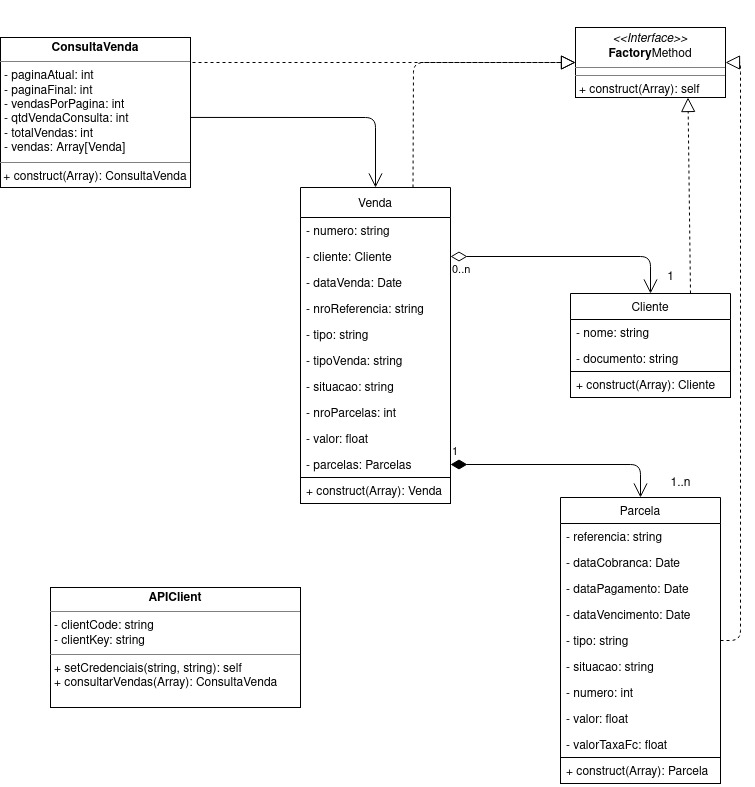 ConsultaVenda
- paginaAtual: int
- paginaFinal: int
- vendasPorPagina: int
- qtdVendaConsulta: int
- totalVendas: int
- vendas: Array[Venda]
+ construct(Array): ConsultaVenda
<<Interface>>
FactoryMethod
+ construct(Array): self
Venda
- numero: string
- cliente: Cliente
- dataVenda: Date
- nroReferencia: string
- tipo: string
- tipoVenda: string
- situacao: string
- nroParcelas: int
- valor: float
- parcelas: Parcelas
+ construct(Array): Venda
0..n
1
Cliente
- nome: string
- documento: string
+ construct(Array): Cliente
1
1..n
Parcela
- referencia: string
- dataCobranca: Date
- dataPagamento: Date
- dataVencimento: Date
- tipo: string
- situacao: string
- numero: int
- valor: float
- valorTaxaFc: float
+ construct(Array): Parcela
APIClient
- clientCode: string
- clientKey: string
+ setCredenciais(string, string): self
+ consultarVendas(Array): ConsultaVenda